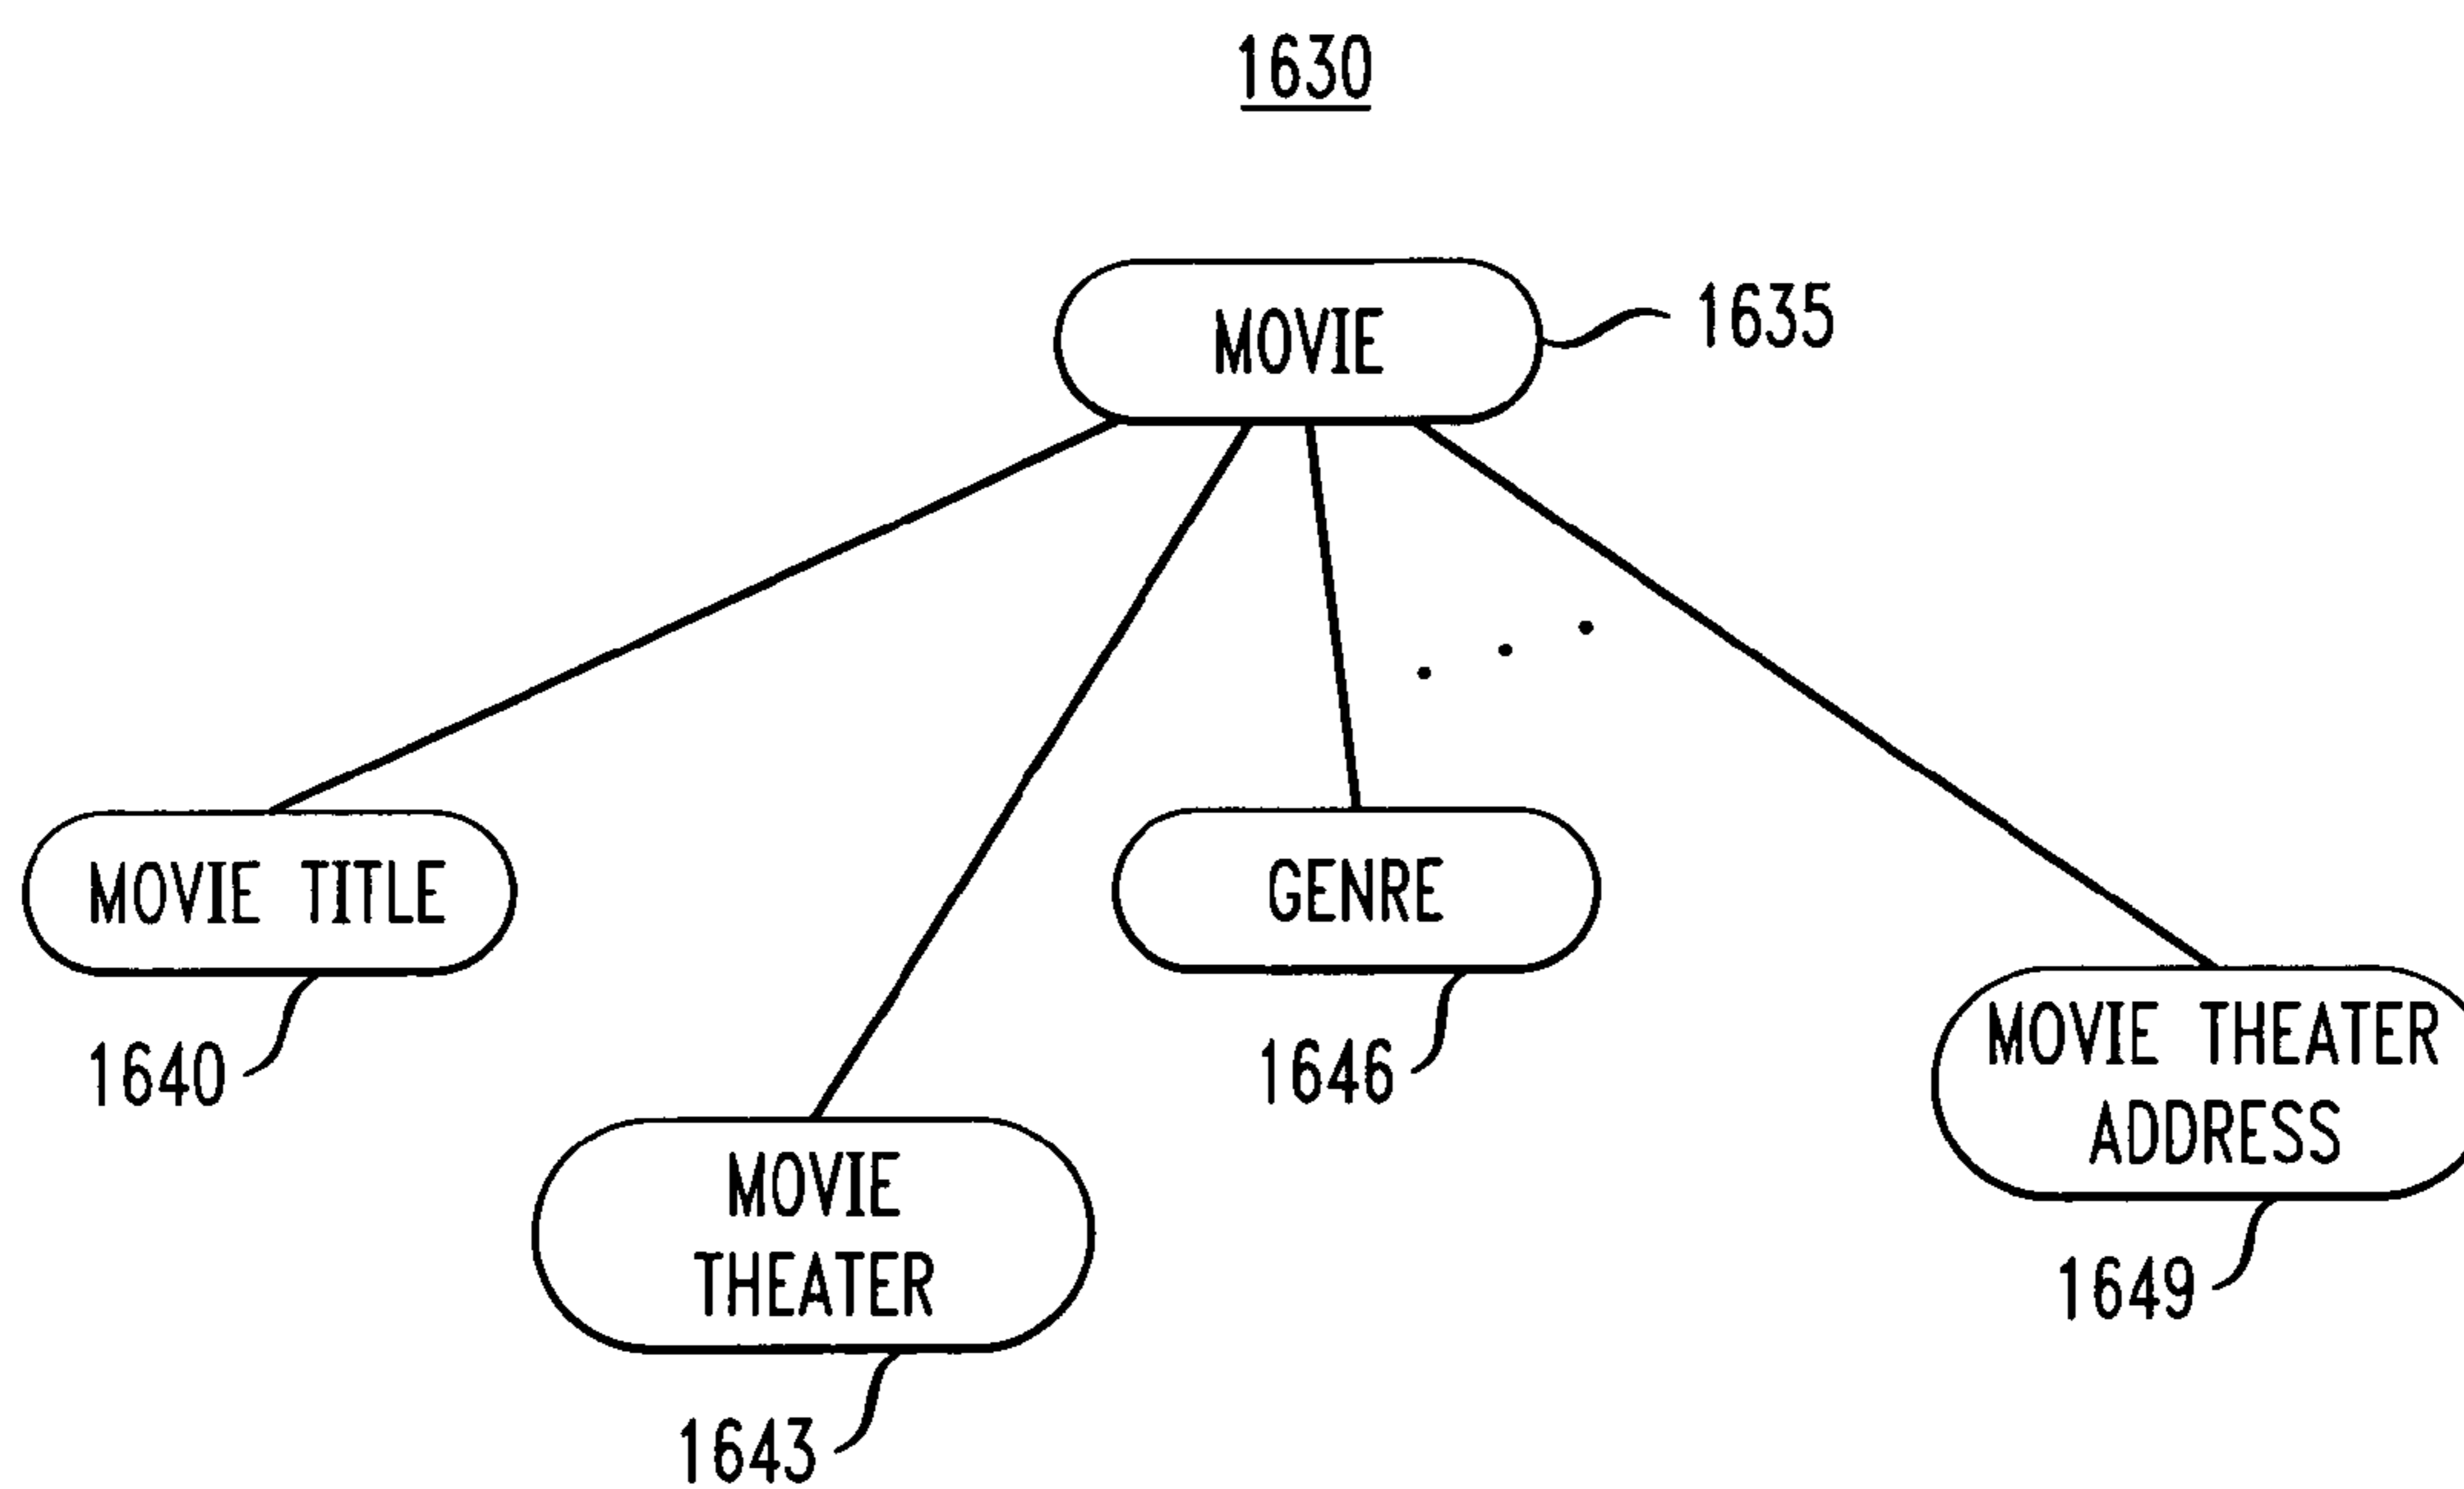 1630
MOVIE
1635
MOVIE TITLE
GENRE
1640
1646
MOVIE THEATER
ADDRESS
MOVIE
THEATER
1649
1643